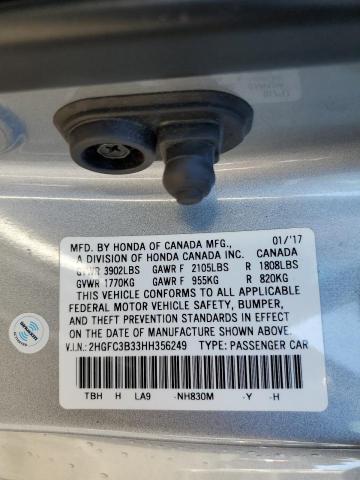 MFD. BY HONDA OF CANADA MFG., 01/'17
A DIVISION OF HONDA CANADA INC. CANADA
GVWR 3902LBS GAWR F 2105LBS R 1808LBS
GVWR 1770KG GAWR F 955KG R 820KG
THIS VEHICLE CONFORMS TO ALL APPLICABLE
FEDERAL MOTOR VEHICLE SAFETY, BUMPER,
AND THEFT PREVENTION STANDARDS IN EFFECT
ON THE DATE OF MANUFACTURE SHOWN ABOVE.
V.I.N.: 2HGFC3B33HH356249 TYPE: PASSENGER CAR
TBH H LA9 -NH830M -Y -H